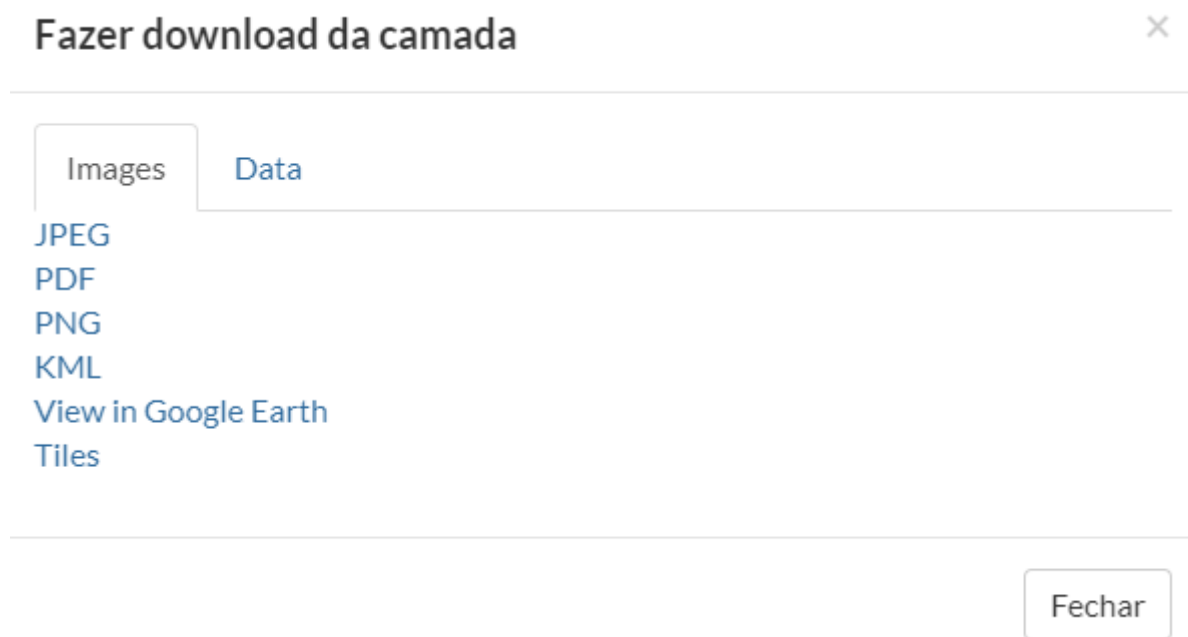 Fazer download da camada ×
Images Data
JPEG
PDF
PNG
KML
View in Google Earth
Tiles
Fechar